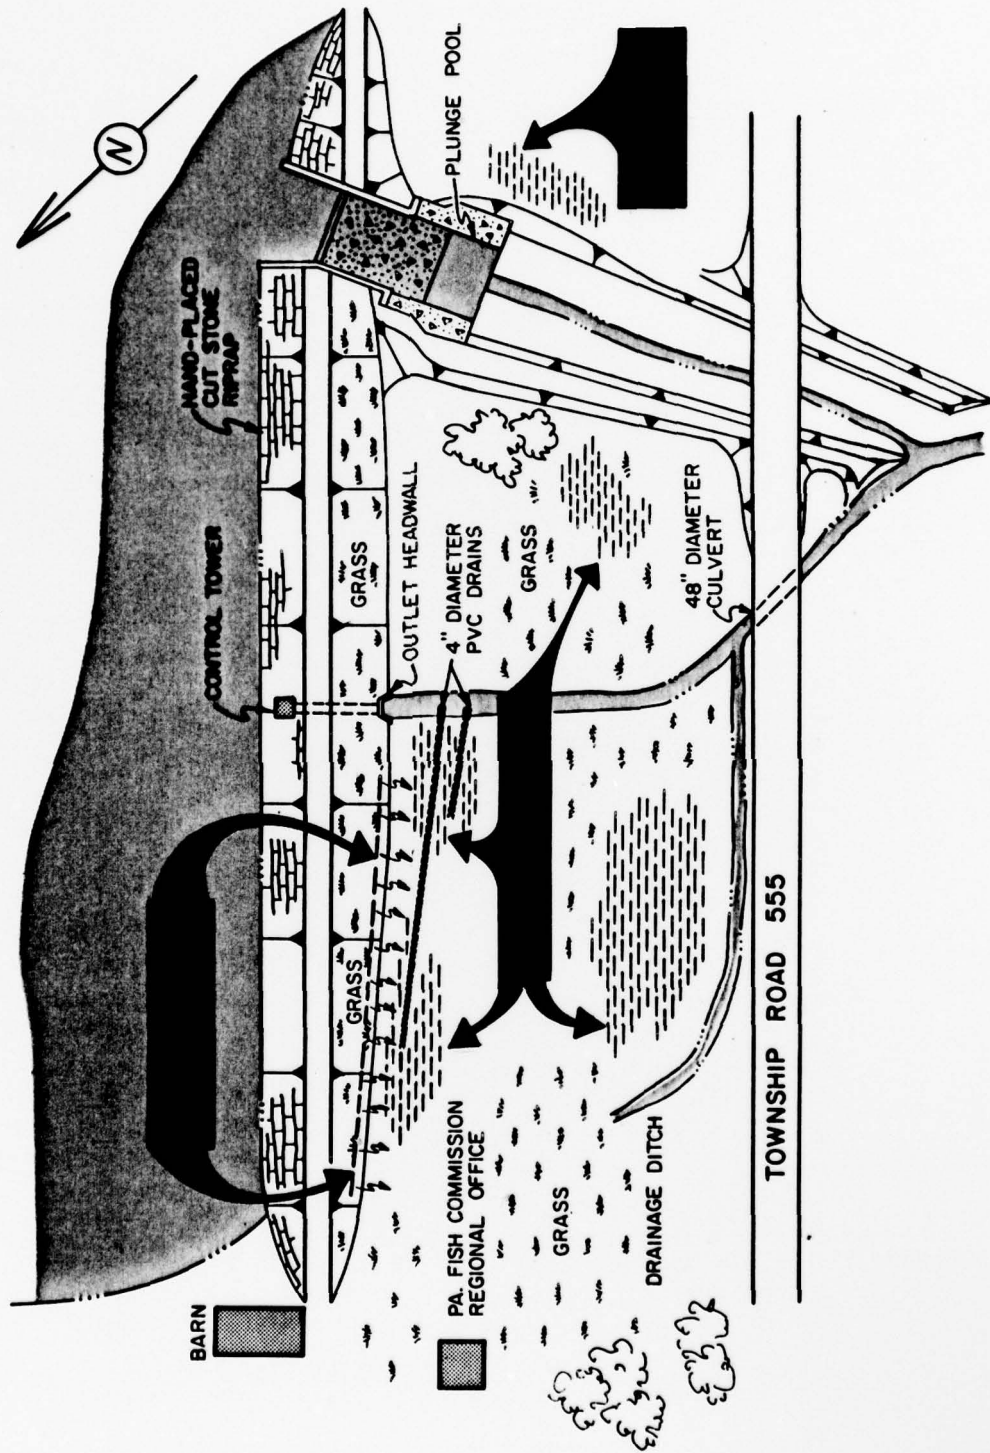 N
HAND-PLACED
CUT STONE
RIPRAP
CONTROL TOWER
PLUNGE POOL
GRASS
OUTLET HEADWALL
4" DIAMETER
PVC DRAINS
GRASS
48" DIAMETER
CULVERT
BARN
GRASS
PA. FISH COMMISSION
REGIONAL OFFICE
GRASS
DRAINAGE DITCH
TOWNSHIP ROAD 555